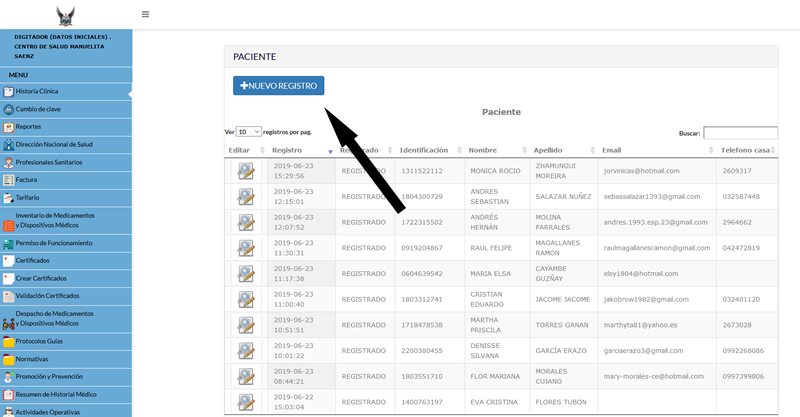 DIGITADOR (DATOS INICIALES) .
CENTRO DE SALUD MANUELITA
SAENZ
MENU
Historia Clínica
Cambio de clave
Reportes
Dirección Nacional de Salud
Profesionales Sanitarios
Factura
Tarifario
Inventario de Medicamentos
y Dispositivos Médicos
Permiso de Funcionamiento
Certificados
Crear Certificados
Validación Certificados
Despacho de Medicamentos
y Dispositivos Médicos
Protocolos Guías
Normativas
Promoción y Prevención
Resumen de Historial Médico
Actividades Operativas
PACIENTE
NUEVO REGISTRO
Paciente
Ver 10 registros por pag. Buscar:
Editar Registro Registrado Identificación Nombre Apellido Email Telefono casa
2019-06-23 15:29:56 REGISTRADO 1311522112 MONICA ROCIO ZHAMUNGUI MOREIRA jorvinicas@hotmail.com 2609317
2019-06-23 12:15:01 REGISTRADO 1804300729 ANDRES SEBASTIAN SALAZAR NUÑEZ sebassalazar1393@gmail.com 032587448
2019-06-23 12:07:52 REGISTRADO 1722315502 ANDRÉS HERNÁN MOLINA PARRALES andres.1993.esp.23@gmail.com 2964662
2019-06-23 11:30:31 REGISTRADO 0919204867 RAUL FELIPE MAGALLANES RAMON raulmagallanesramon@gmail.com 042472819
2019-06-23 11:17:38 REGISTRADO 0604639542 MARIA ELSA CAYAMBE GUZÑAY elsy1804@hotmail.com
2019-06-23 11:00:40 REGISTRADO 1803312741 CRISTIAN EDUARDO JACOME JACOME jakobrow1982@gmail.com 032401120
2019-06-23 10:51:51 REGISTRADO 1718478538 MARTHA PRISCILA TORRES GANAN marthyta81@yahoo.es 2673028
2019-06-23 10:01:22 REGISTRADO 2200380455 DENISSE SILVANA GARCÍA ERAZO garciaerazo3@gmail.com 0992268086
2019-06-23 08:44:21 REGISTRADO 1803551710 FLOR MARIANA MORALES CUJANO mary-morales-ce@hotmail.com 0997399806
2019-06-22 15:03:04 REGISTRADO 1400763197 EVA CRISTINA FLORES TUBON